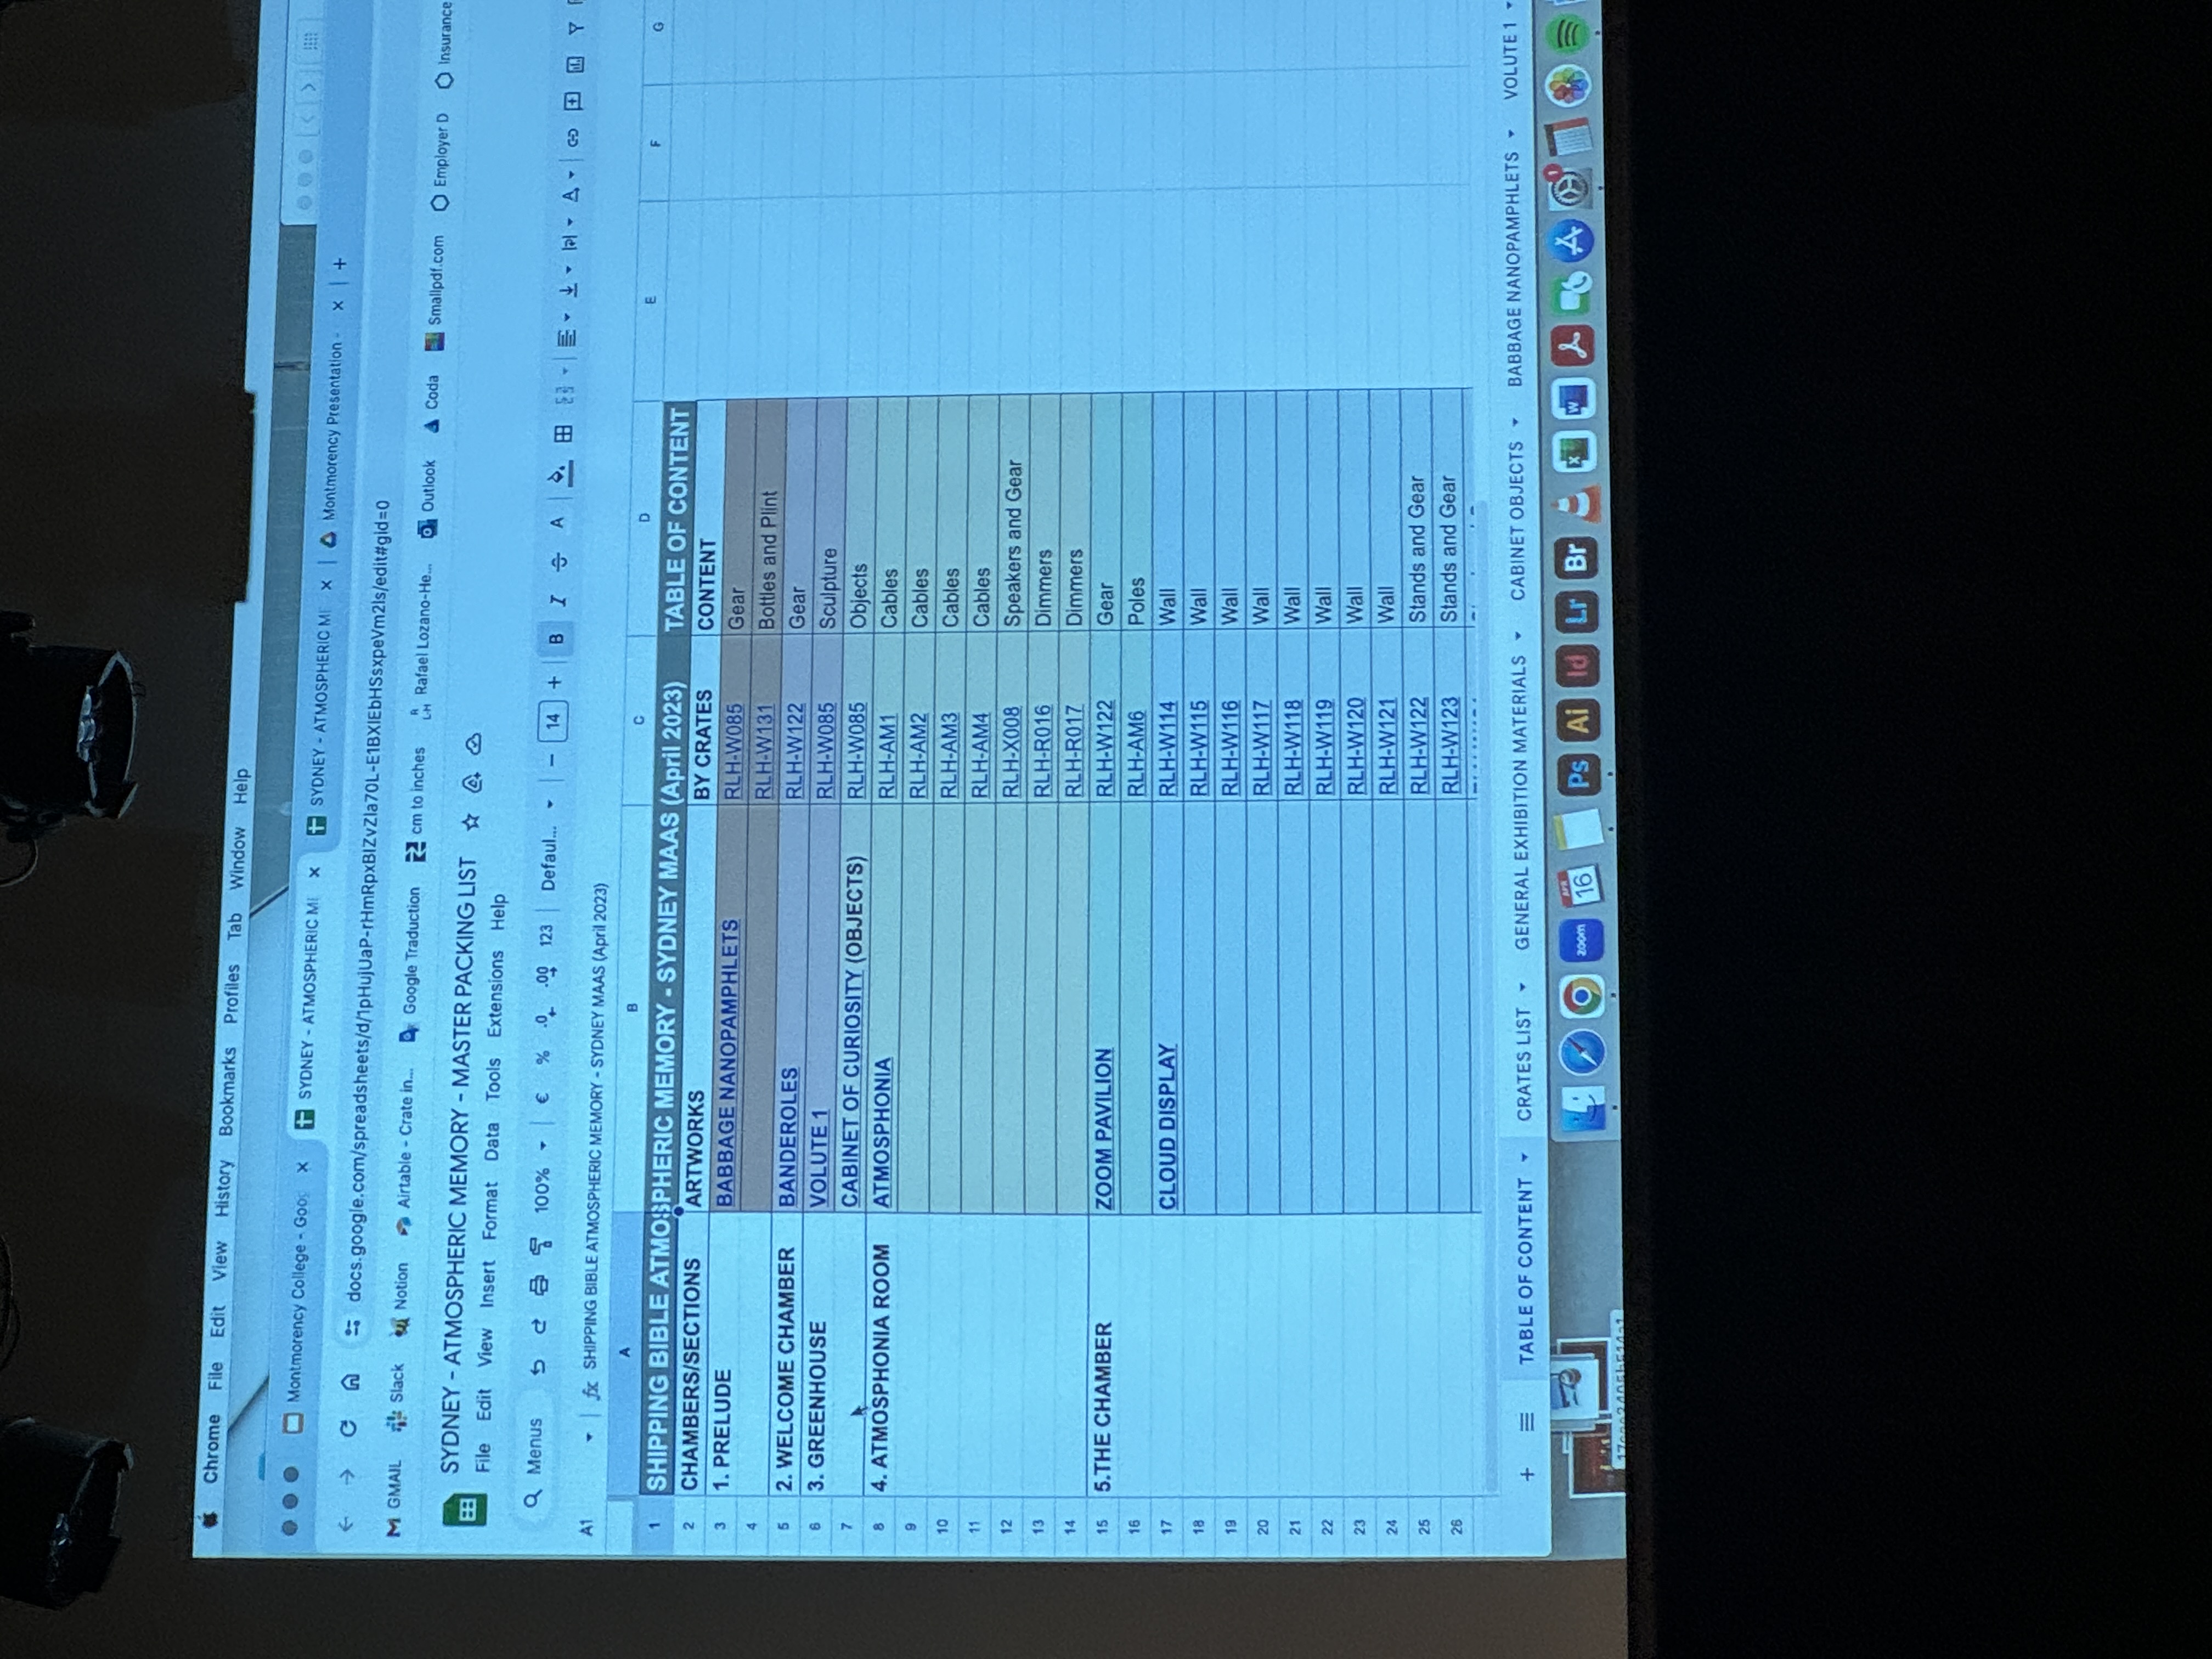 Chrome File Edit View History Bookmarks Profiles Tab Window Help
Montmorency College - Goo SYDNEY - ATMOSPHERIC ME SYDNEY - ATMOSPHERIC ME Montmorency Presentation -
docs.google.com/spreadsheets/d/1pHujUaP-rHmRpxBIZvZla70L-E1BXIEbHSsxpeVm2ls/edit#gid=0
GMAIL Slack Notion Airtable - Crate in... Google Traduction cm to inches Rafael Lozano-He... Outlook Coda Smallpdf.com Employer D Insurance
SYDNEY - ATMOSPHERIC MEMORY - MASTER PACKING LIST
File Edit View Insert Format Data Tools Extensions Help
Menus 100% € % .0 .00 123 Defaul... - 14 + B I A
A1 fx SHIPPING BIBLE ATMOSPHERIC MEMORY - SYDNEY MAAS (April 2023)
A B C D E F G
1 SHIPPING BIBLE ATMOSPHERIC MEMORY - SYDNEY MAAS (April 2023) TABLE OF CONTENT
2 CHAMBERS/SECTIONS ARTWORKS BY CRATES CONTENT
3 1. PRELUDE BABBAGE NANOPAMPHLETS RLH-W085 Gear
4 RLH-W131 Bottles and Plint
5 2. WELCOME CHAMBER BANDEROLES RLH-W122 Gear
6 3. GREENHOUSE VOLUTE 1 RLH-W085 Sculpture
7 CABINET OF CURIOSITY (OBJECTS) RLH-W085 Objects
8 4. ATMOSPHONIA ROOM ATMOSPHONIA RLH-AM1 Cables
9 RLH-AM2 Cables
10 RLH-AM3 Cables
11 RLH-AM4 Cables
12 RLH-X008 Speakers and Gear
13 RLH-R016 Dimmers
14 RLH-R017 Dimmers
15 5.THE CHAMBER ZOOM PAVILION RLH-W122 Gear
16 RLH-AM6 Poles
17 CLOUD DISPLAY RLH-W114 Wall
18 RLH-W115 Wall
19 RLH-W116 Wall
20 RLH-W117 Wall
21 RLH-W118 Wall
22 RLH-W119 Wall
23 RLH-W120 Wall
24 RLH-W121 Wall
25 RLH-W122 Stands and Gear
26 RLH-W123 Stands and Gear
+ TABLE OF CONTENT CRATES LIST GENERAL EXHIBITION MATERIALS CABINET OBJECTS BABBAGE NANOPAMPHLETS VOLUTE 1
zoom APR 16 Ps Ai Id Lr Br X W 1